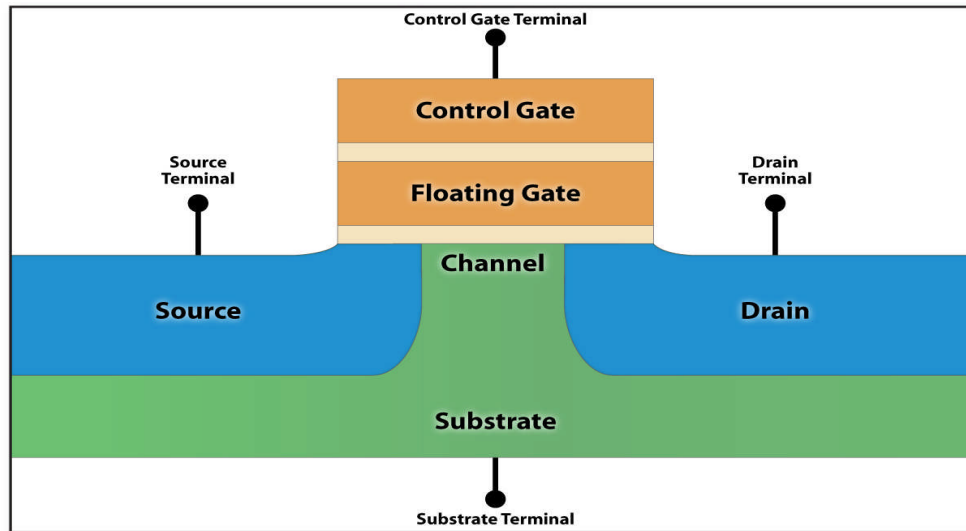 Control Gate Terminal
Control Gate
Source
Terminal
Drain
Terminal
Floating Gate
Channel
Source
Drain
Substrate
Substrate Terminal